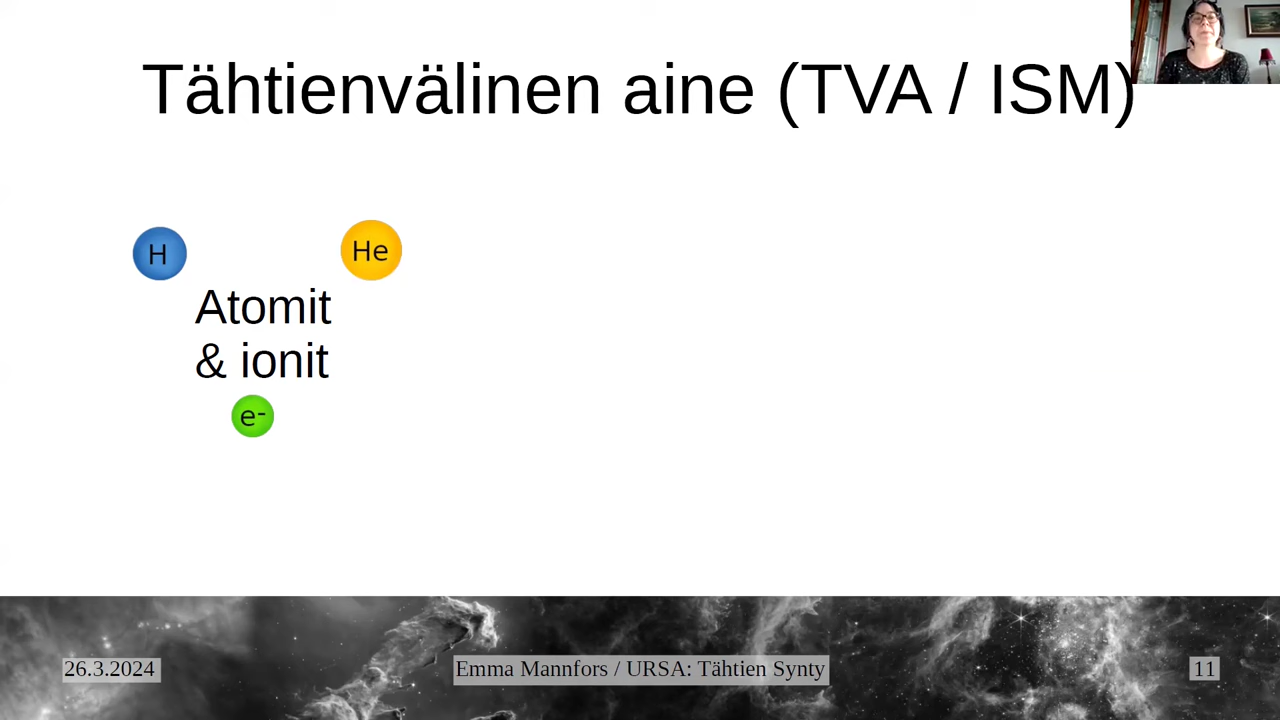 Tähtienvälinen aine (TVA / ISM)
H
He
Atomit
& ionit
e-
26.3.2024
Emma Mannfors / URSA: Tähtien Synty
11